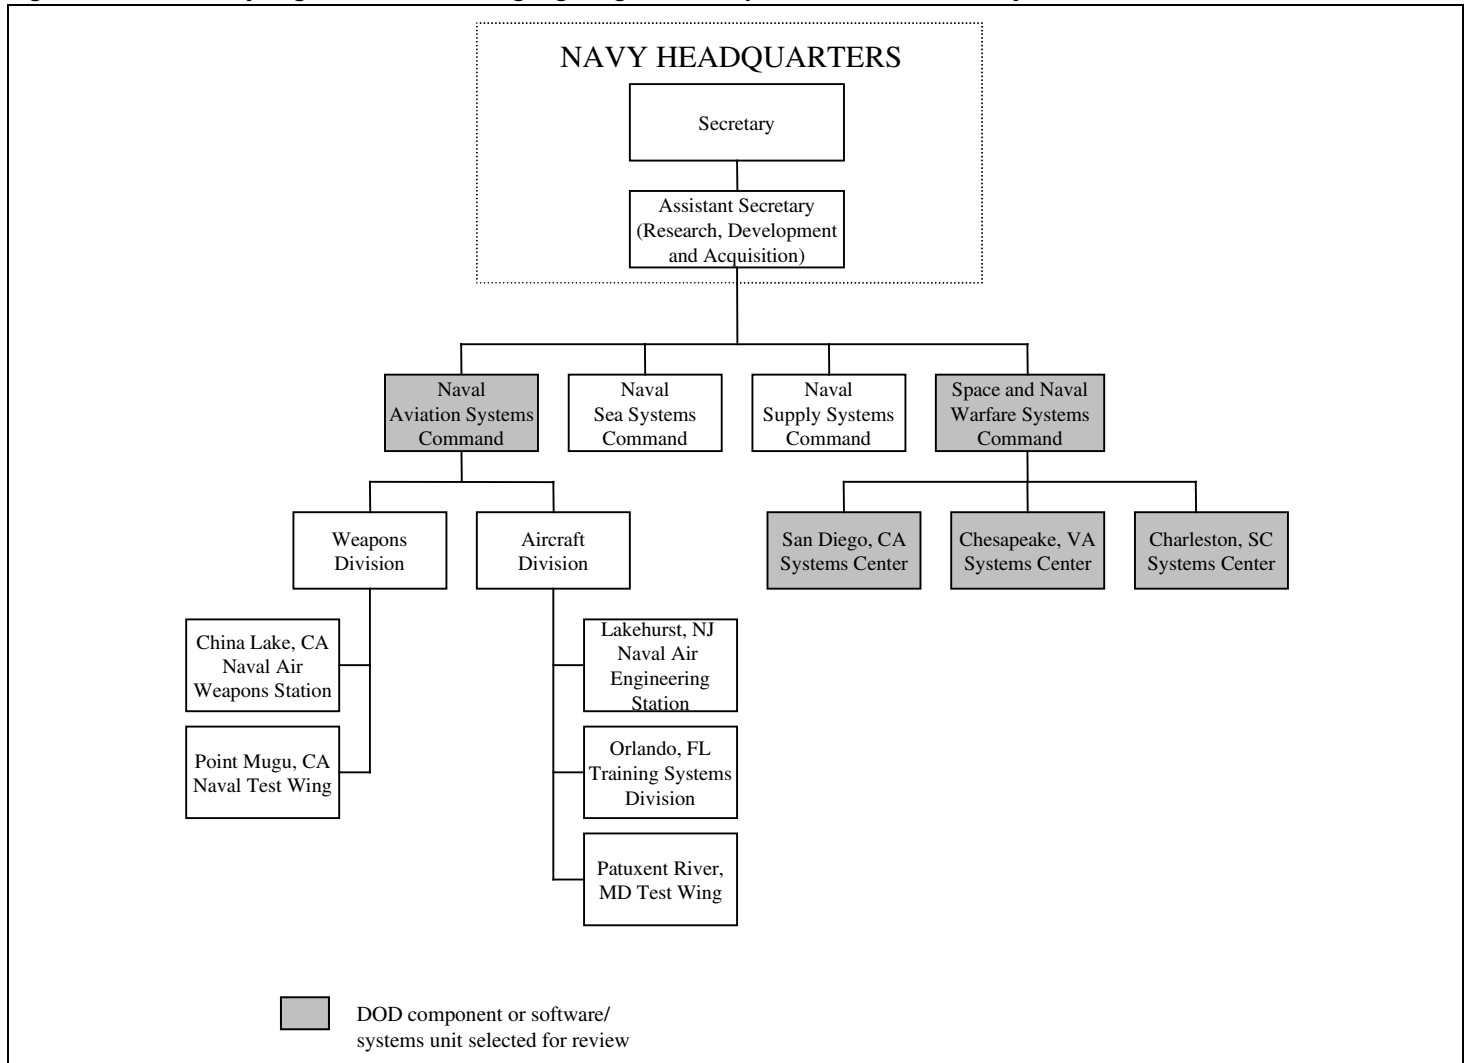 NAVY HEADQUARTERS
Secretary
Assistant Secretary
(Research, Development
and Acquisition)
Naval
Aviation Systems
Command
Naval
Sea Systems
Command
Naval
Supply Systems
Command
Space and Naval
Warfare Systems
Command
Weapons
Division
Aircraft
Division
San Diego, CA
Systems Center
Chesapeake, VA
Systems Center
Charleston, SC
Systems Center
China Lake, CA
Naval Air
Weapons Station
Lakehurst, NJ
Naval Air
Engineering
Station
Point Mugu, CA
Naval Test Wing
Orlando, FL
Training Systems
Division
Patuxent River,
MD Test Wing
DOD component or software/
systems unit selected for review